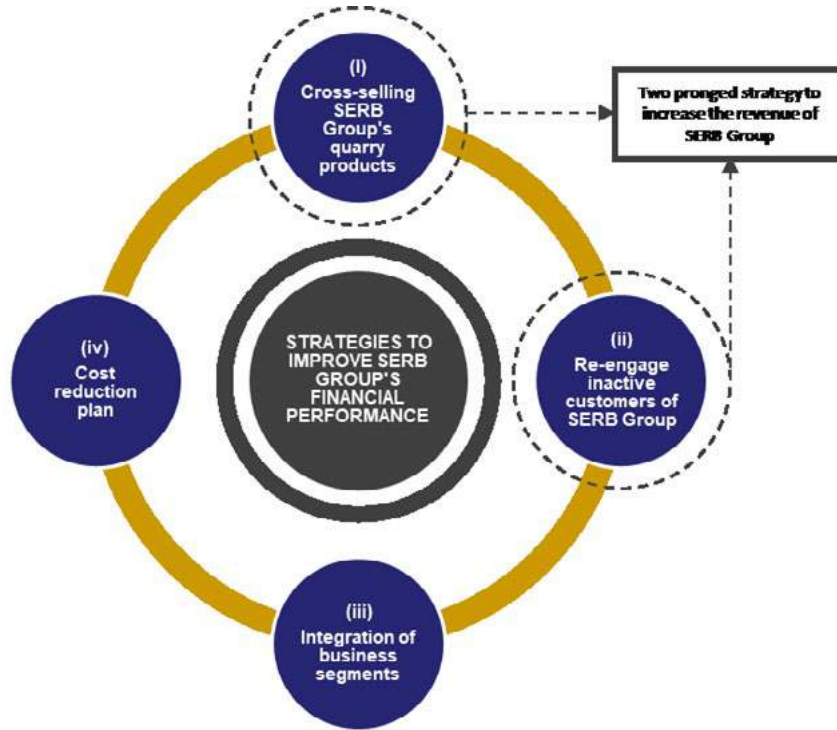 (i)
Cross-selling
SERB
Group's
quarry
products
Two pronged strategy to
increase the revenue of
SERB Group
(iv)
Cost
reduction
plan
STRATEGIES TO
IMPROVE SERB
GROUP'S
FINANCIAL
PERFORMANCE
(ii)
Re-engage
inactive
customers of
SERB Group
(iii)
Integration of
business
segments